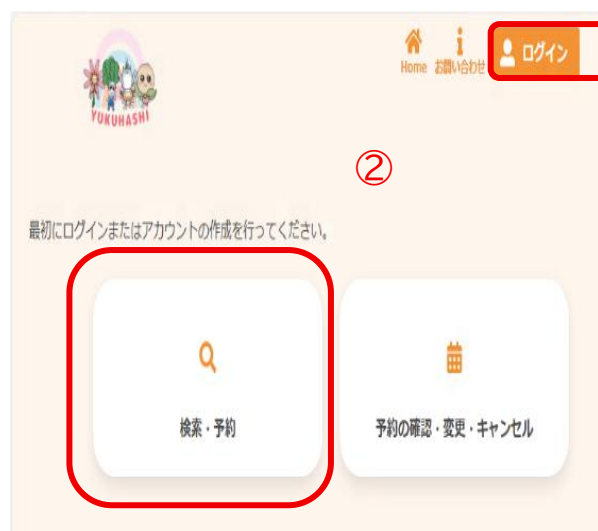 YUKUHASHI
Home お問い合わせ ログイン
②
最初にログインまたはアカウントの作成を行ってください。
検索・予約 予約の確認・変更・キャンセル